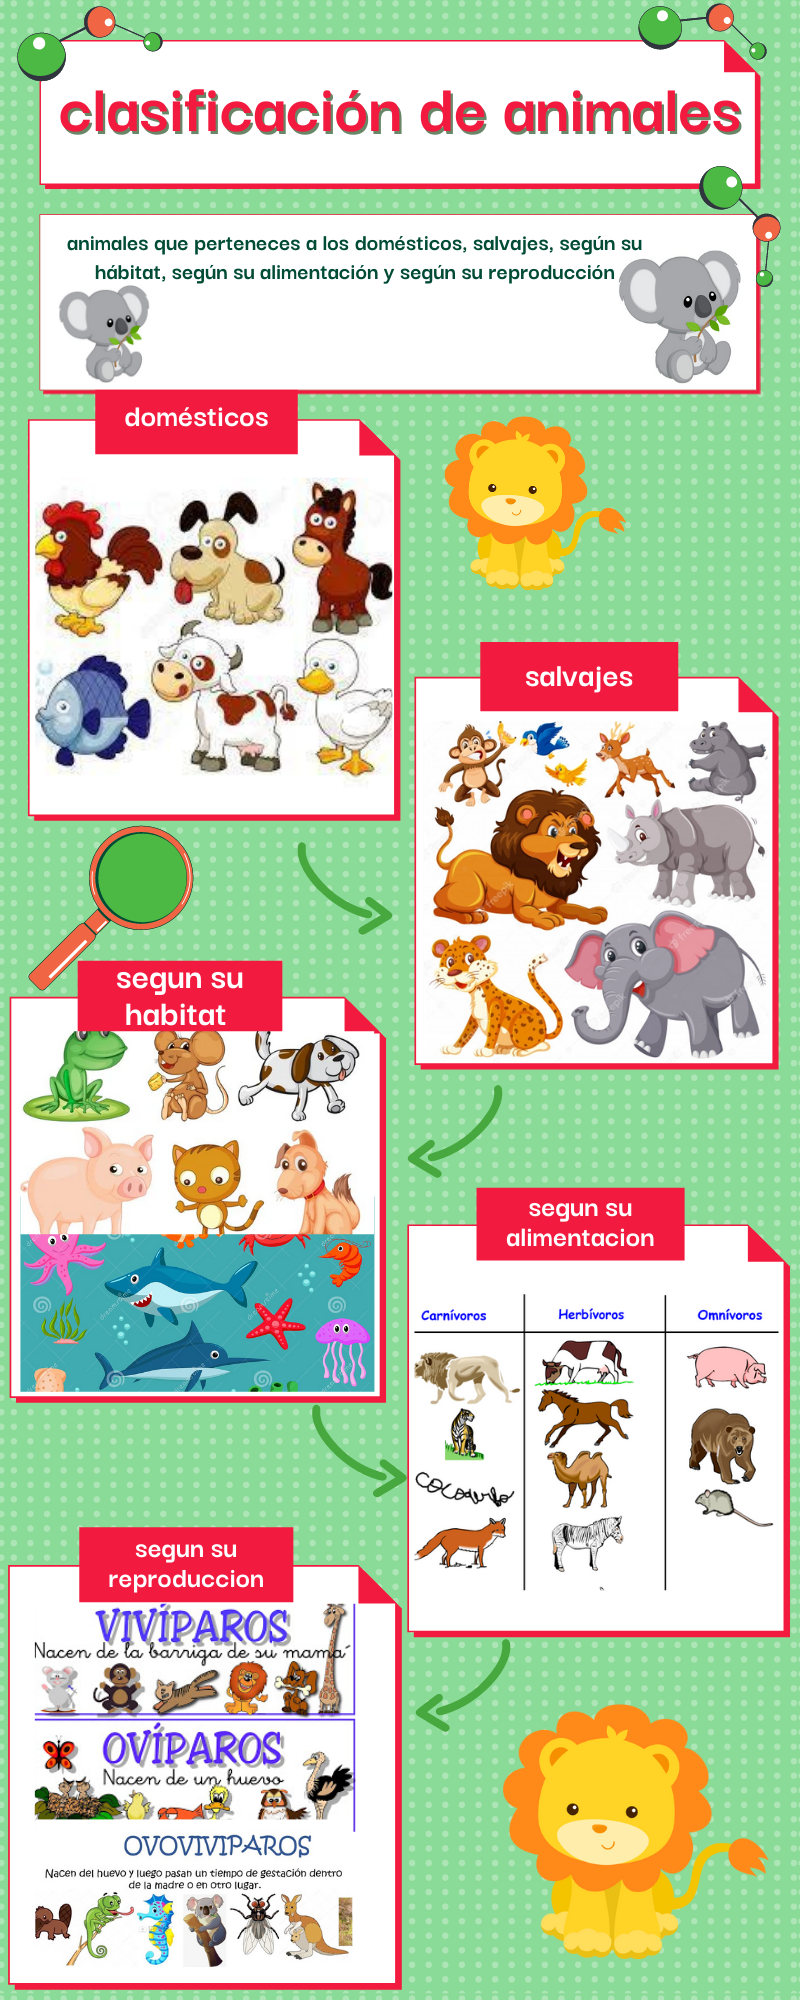 clasificación de animales
animales que perteneces a los domésticos, salvajes, según su
hábitat, según su alimentación y según su reproducción
domésticos
salvajes
segun su
habitat
segun su
alimentacion
Carnívoros
Herbívoros
Omnívoros
segun su
reproduccion
VIVÍPAROS
Nacen de la barriga de su mamá
OVÍPAROS
Nacen de un huevo
OVOVIVIPAROS
Nacen del huevo y luego pasan un tiempo de gestación dentro
de la madre o en otro lugar.